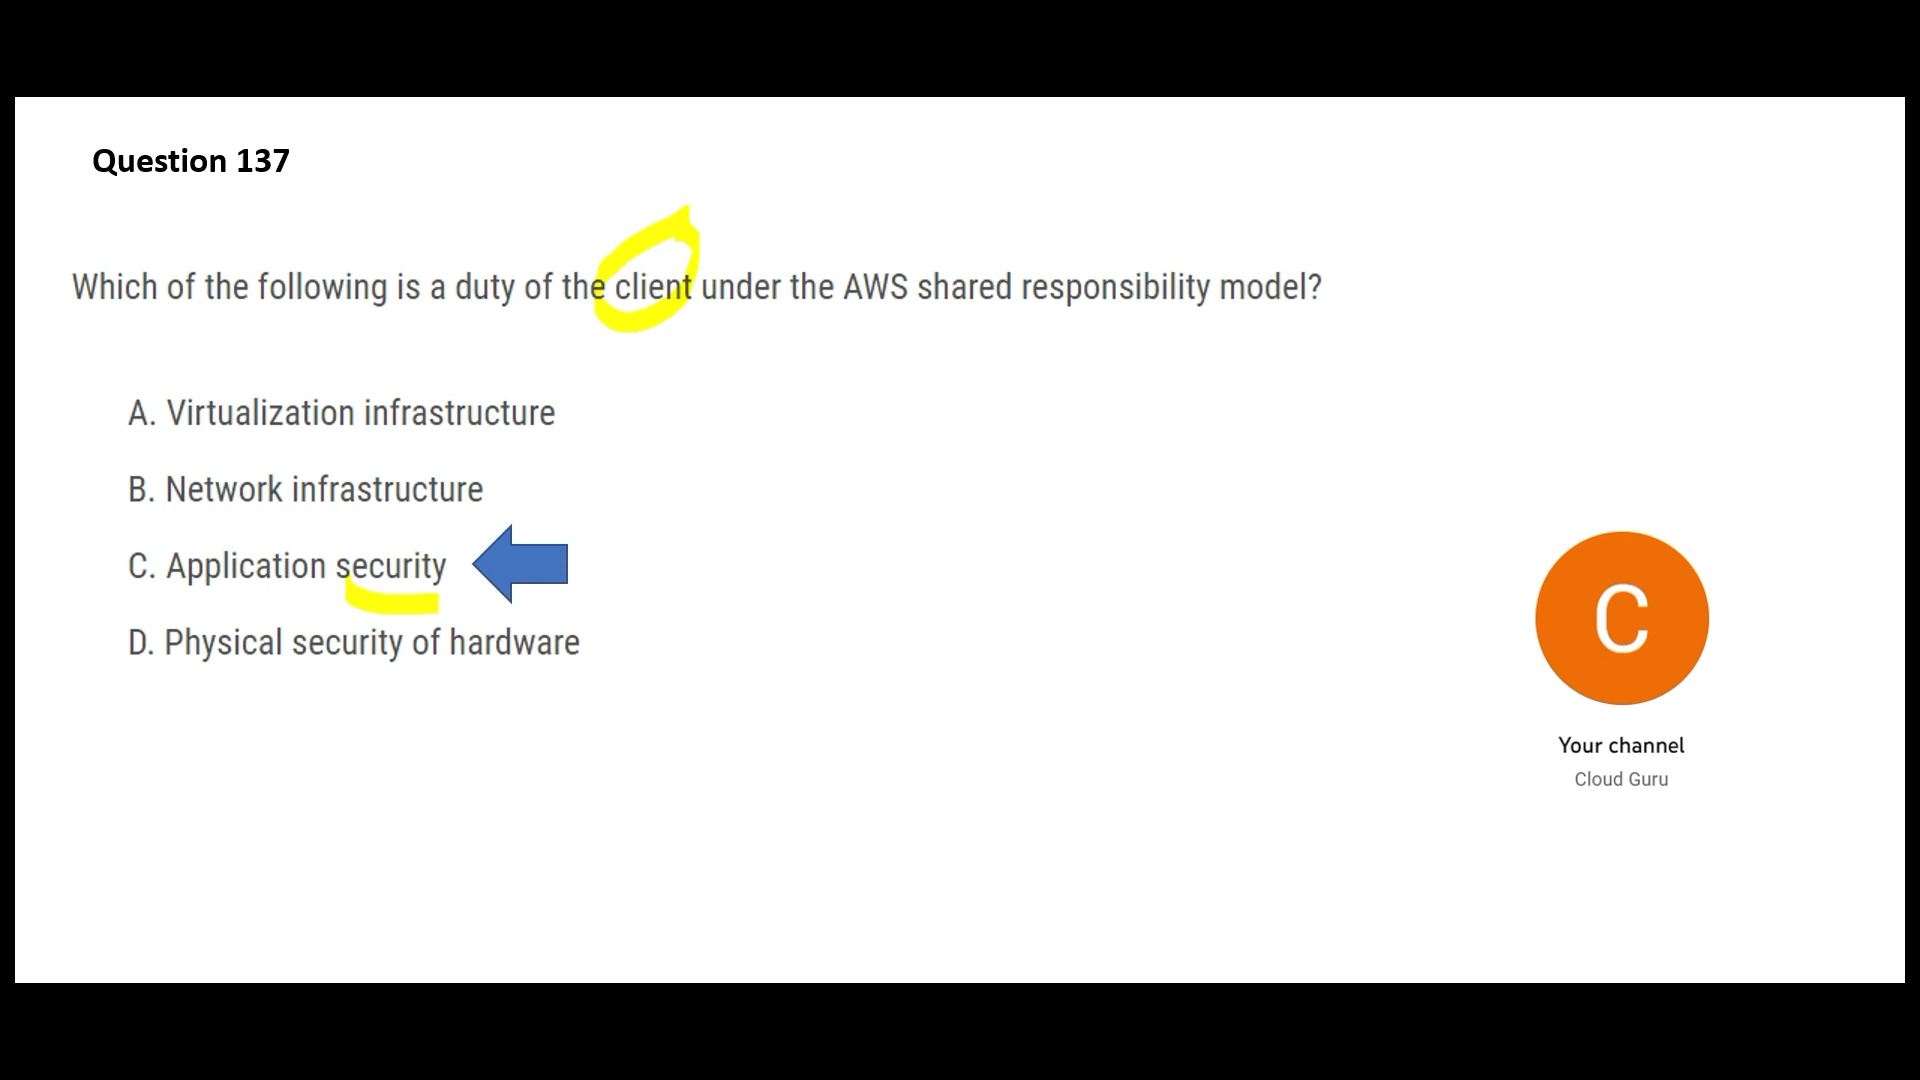 Question 137
Which of the following is a duty of the client under the AWS shared responsibility model?
A. Virtualization infrastructure
B. Network infrastructure
C. Application security
D. Physical security of hardware
C
Your channel
Cloud Guru